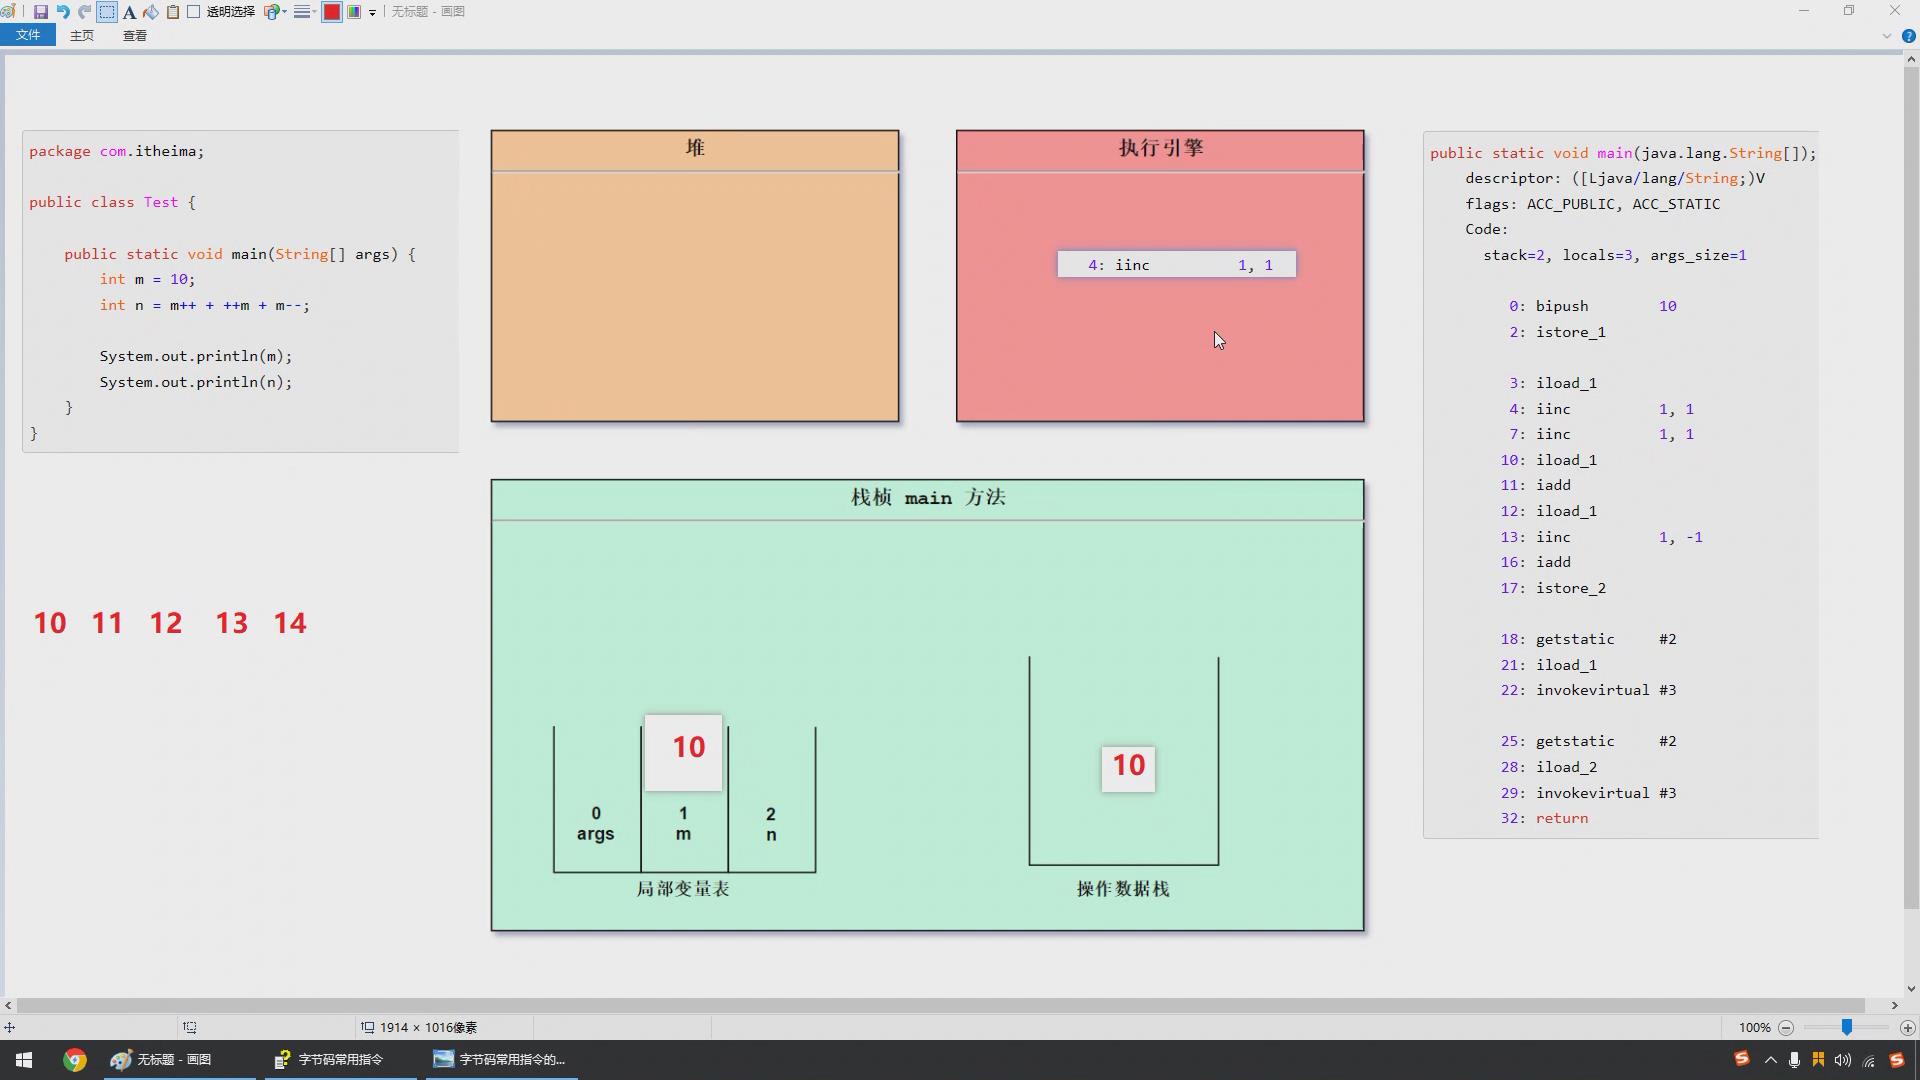 透明选择
无标题 - 画图
文件 主页 查看
package com.itheima;
public class Test {
public static void main(String[] args) {
int m = 10;
int n = m++ + ++m + m--;
System.out.println(m);
System.out.println(n);
}
}
10 11 12 13 14
堆
执行引擎
4: iinc 1, 1
栈桢 main 方法
10
0 1 2
args m n
局部变量表
10
操作数据栈
public static void main(java.lang.String[]);
descriptor: ([Ljava/lang/String;)V
flags: ACC_PUBLIC, ACC_STATIC
Code:
stack=2, locals=3, args_size=1
0: bipush 10
2: istore_1
3: iload_1
4: iinc 1, 1
7: iinc 1, 1
10: iload_1
11: iadd
12: iload_1
13: iinc 1, -1
16: iadd
17: istore_2
18: getstatic #2
21: iload_1
22: invokevirtual #3
25: getstatic #2
28: iload_2
29: invokevirtual #3
32: return
1914 × 1016像素
100%
无标题 - 画图
字节码常用指令
字节码常用指令的...